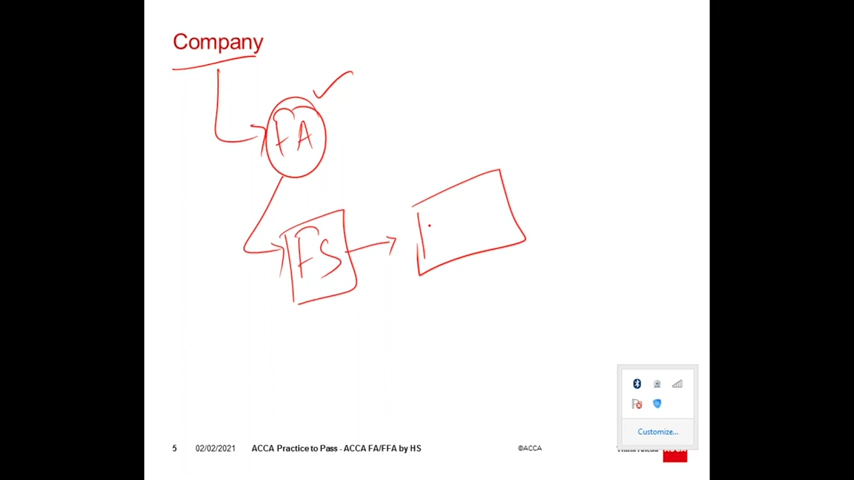 Company
FA
FS
Customize...
5 02/02/2021 ACCA Practice to Pass - ACCA FA/FFA by HS ©ACCA